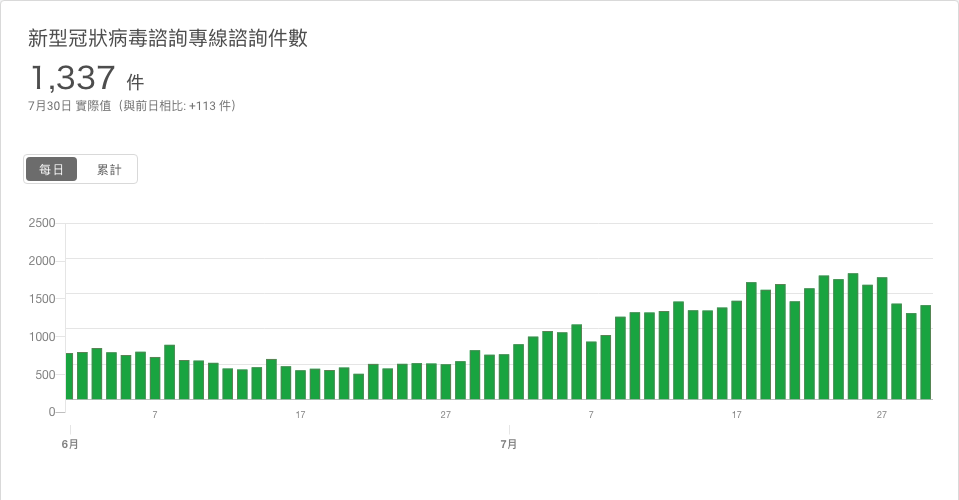 新型冠狀病毒諮詢專線諮詢件數
1,337 件
7月30日 實際值（與前日相比: +113 件）
每日 累計
2500
2000
1500
1000
500
0
7 17 27 7 17 27
6月 7月